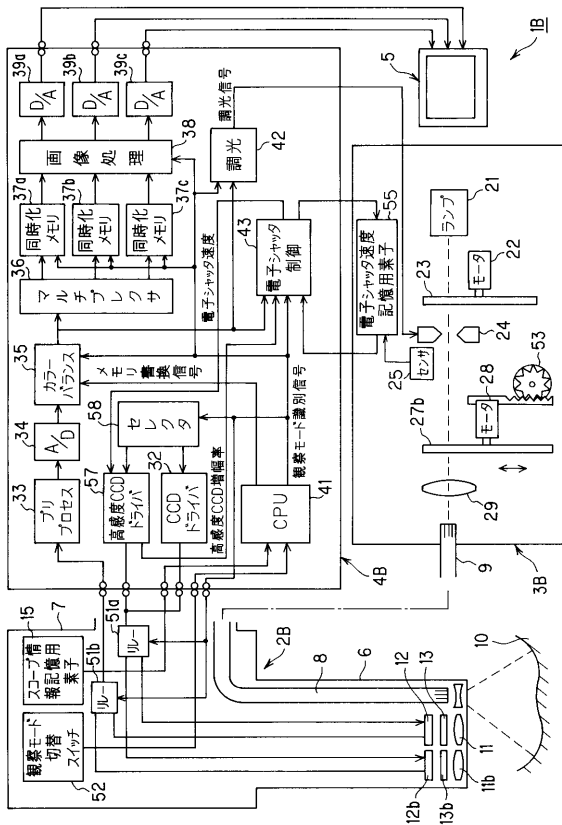 39a
39b
39c
D/A
D/A
D/A
38
画像処理
37a
37b
37c
同時化メモリ
同時化メモリ
同時化メモリ
36
マルチプレクサ
35
カラーバランス
34
A/D
33
プリプロセス
調光信号
調光
42
電子シャッタ速度
43
電子シャッタ制御
メモリ書換信号
観察モード識別信号
58
セレクタ
57
高感度CCDドライバ
32
CCDドライバ
高感度CCD増幅率
CPU
41
4B
5
1B
55
電子シャッタ速度記憶用素子
21
ランプ
22
モータ
23
24
センサ
25
53
28
モータ
27b
29
9
3B
7
15
スコープ情報記憶用素子
51a
51b
リレー
リレー
観察モード切替スイッチ
52
2B
6
8
12
13
10
11
11b
12b
13b